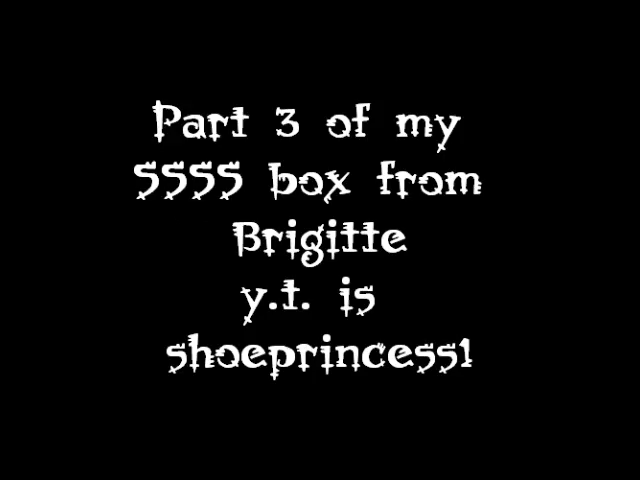 Part 3 of my
SSSS box from
Brigitte
y.t. is
shoeprincess1